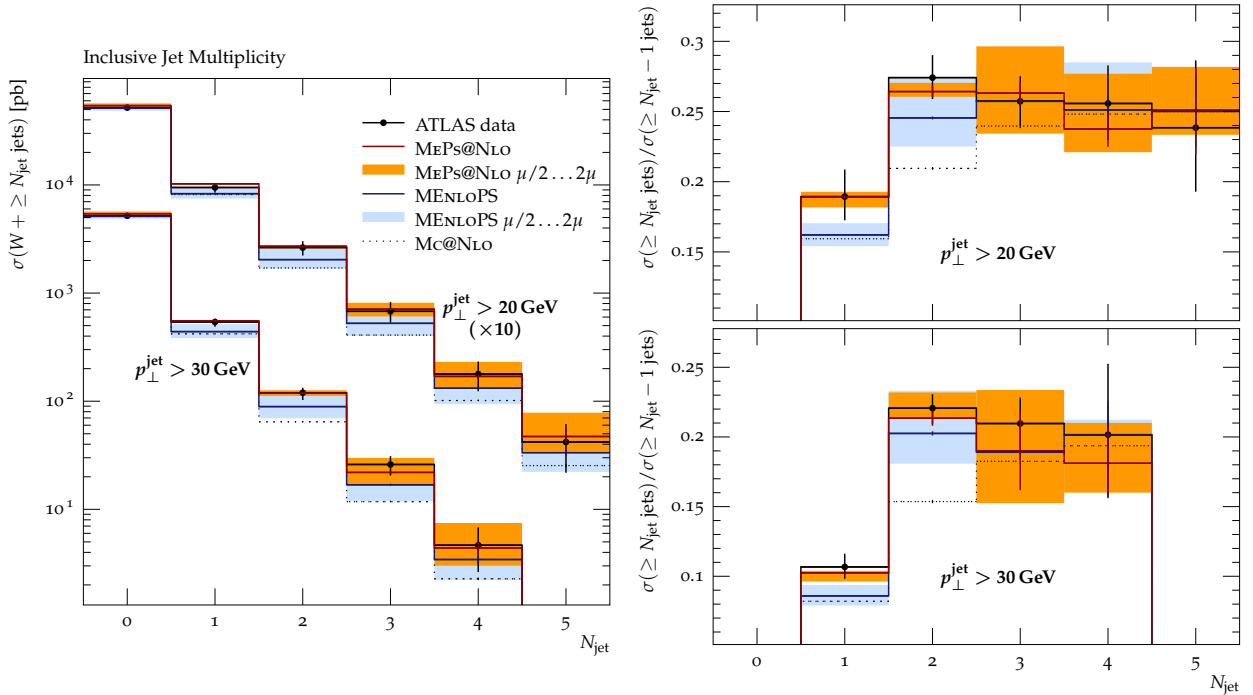 Inclusive Jet Multiplicity
σ(W + ≥ N_jet jets) [pb]
10^4
10^3
10^2
10^1
ATLAS data
MEPS@NLO
MEPS@NLO μ/2 . . . 2μ
MENLOPS
MENLOPS μ/2 . . . 2μ
MC@NLO
p_⊥^jet > 20 GeV
(×10)
p_⊥^jet > 30 GeV
0 1 2 3 4 5
N_jet
σ(≥ N_jet jets)/σ(≥ N_jet − 1 jets)
0.3
0.25
0.2
0.15
p_⊥^jet > 20 GeV
σ(≥ N_jet jets)/σ(≥ N_jet − 1 jets)
0.25
0.2
0.15
0.1
p_⊥^jet > 30 GeV
0 1 2 3 4 5
N_jet